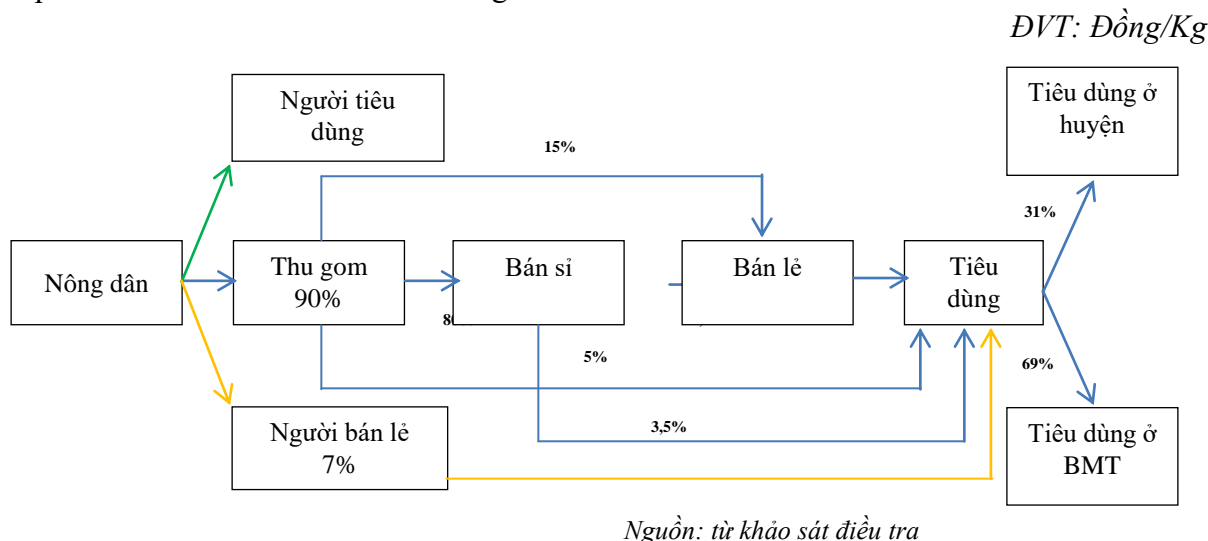 ĐVT: Đồng/Kg
Người tiêu
dùng
Tiêu dùng ở
huyện
15%
31%
Nông dân
Thu gom
90%
Bán sỉ
Bán lẻ
Tiêu
dùng
5%
69%
3,5%
Người bán lẻ
7%
Tiêu dùng ở
BMT
Nguồn: từ khảo sát điều tra